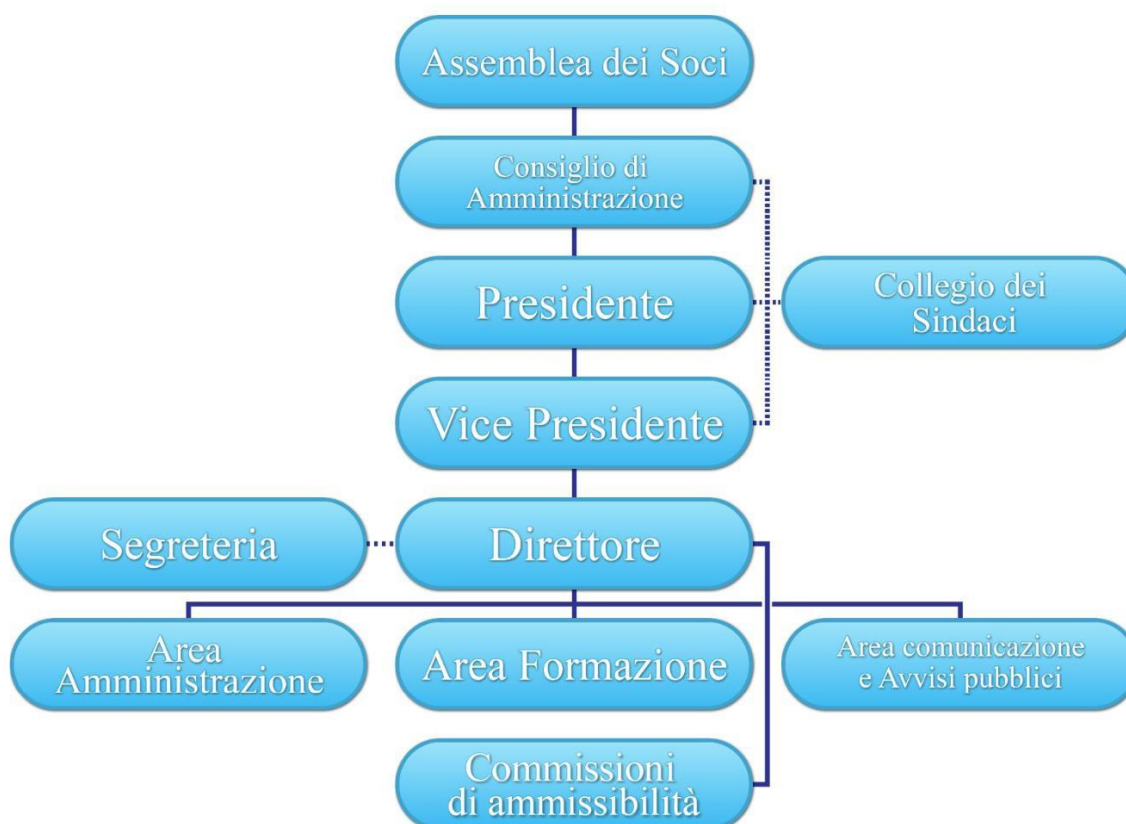 Assemblea dei Soci
Consiglio di
Amministrazione
Presidente
Collegio dei
Sindaci
Vice Presidente
Segreteria
Direttore
Area
Amministrazione
Area Formazione
Area comunicazione
e Avvisi pubblici
Commissioni
di ammissibilità